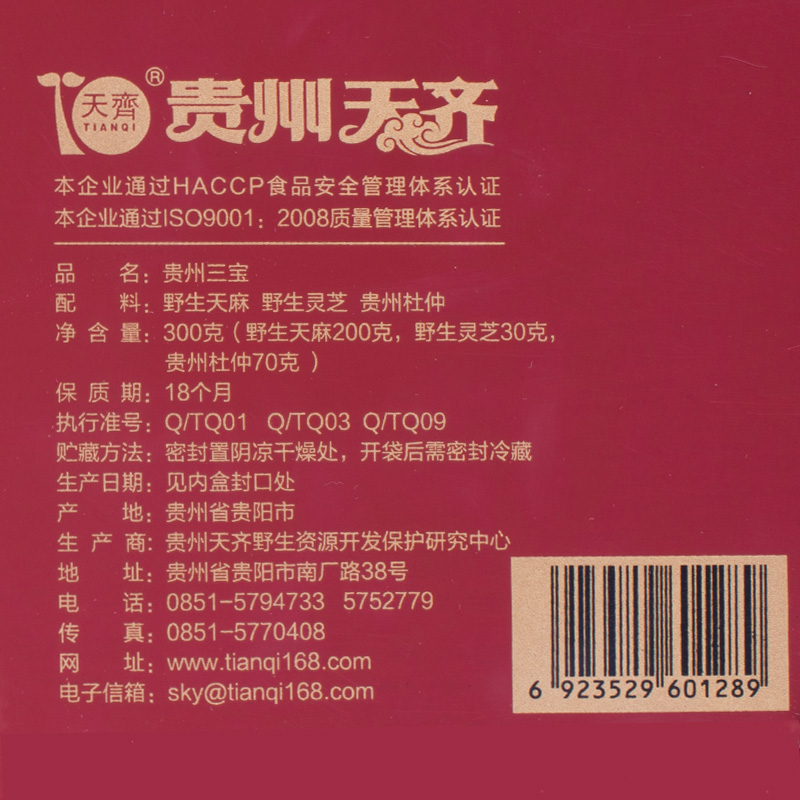 天齊
TIANQI
®
贵州天齐
本企业通过HACCP食品安全管理体系认证
本企业通过ISO9001：2008质量管理体系认证
品 名：贵州三宝
配 料：野生天麻 野生灵芝 贵州杜仲
净 含 量：300克（野生天麻200克，野生灵芝30克，
贵州杜仲70克 ）
保 质 期：18个月
执行准号：Q/TQ01 Q/TQ03 Q/TQ09
贮藏方法：密封置阴凉干燥处，开袋后需密封冷藏
生产日期：见内盒封口处
产 地：贵州省贵阳市
生 产 商：贵州天齐野生资源开发保护研究中心
地 址：贵州省贵阳市南厂路38号
电 话：0851-5794733 5752779
传 真：0851-5770408
网 址：www.tianqi168.com
电子信箱：sky@tianqi168.com
6 923529 601289